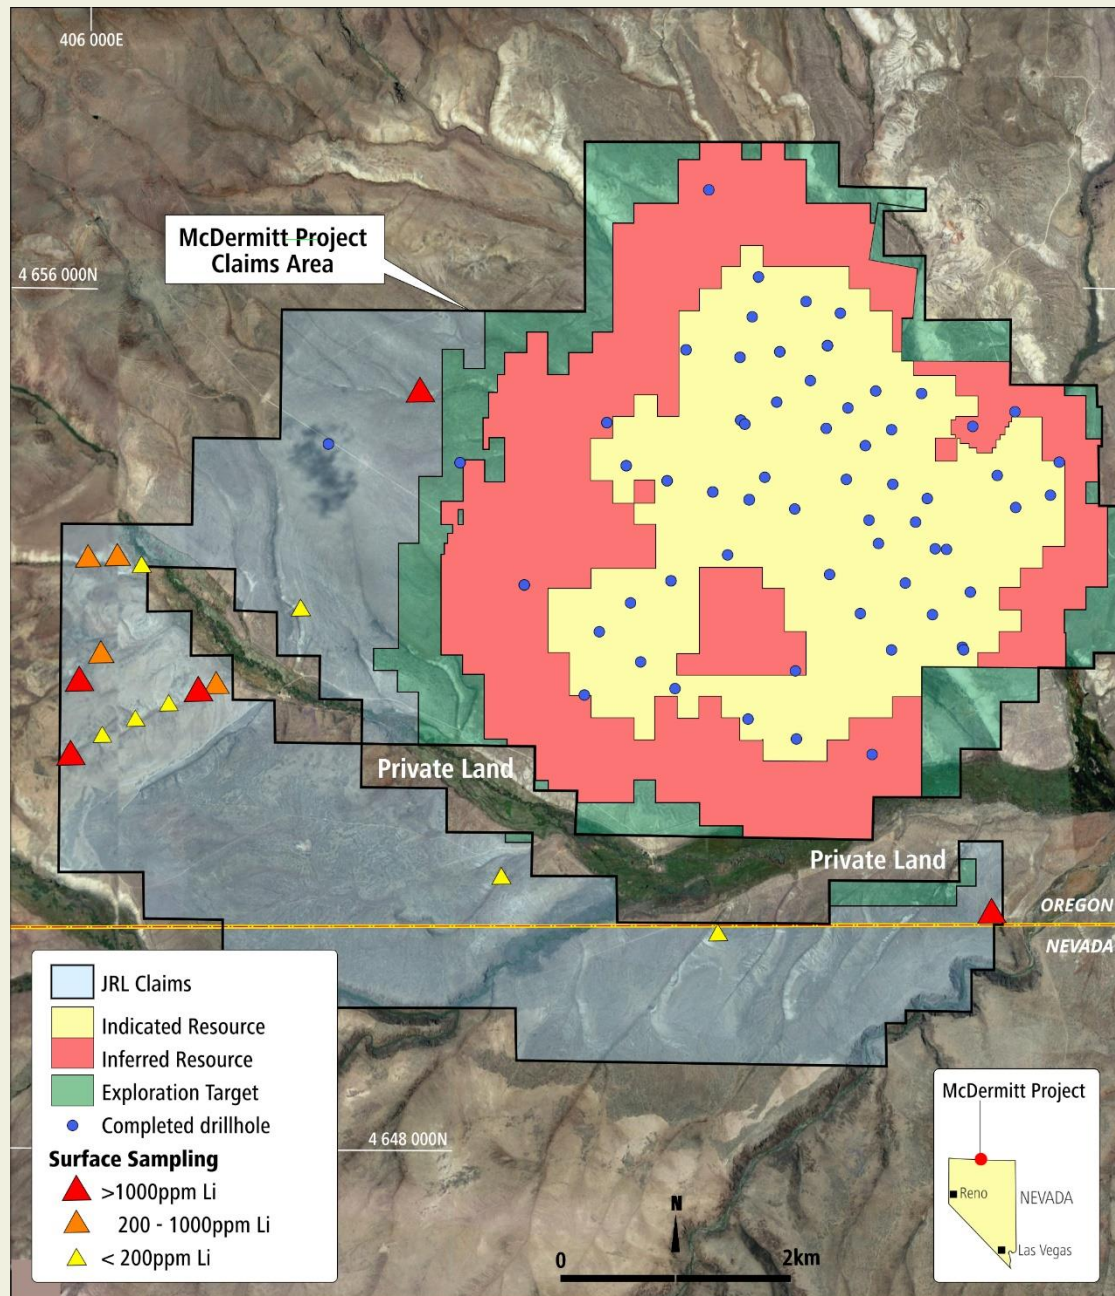 406 000E
McDermitt Project
Claims Area
4 656 000N
Private Land
Private Land
OREGON
NEVADA
JRL Claims
Indicated Resource
Inferred Resource
Exploration Target
Completed drillhole
Surface Sampling
>1000ppm Li
200 - 1000ppm Li
< 200ppm Li
4 648 000N
N
0
2km
McDermitt Project
Reno
NEVADA
Las Vegas